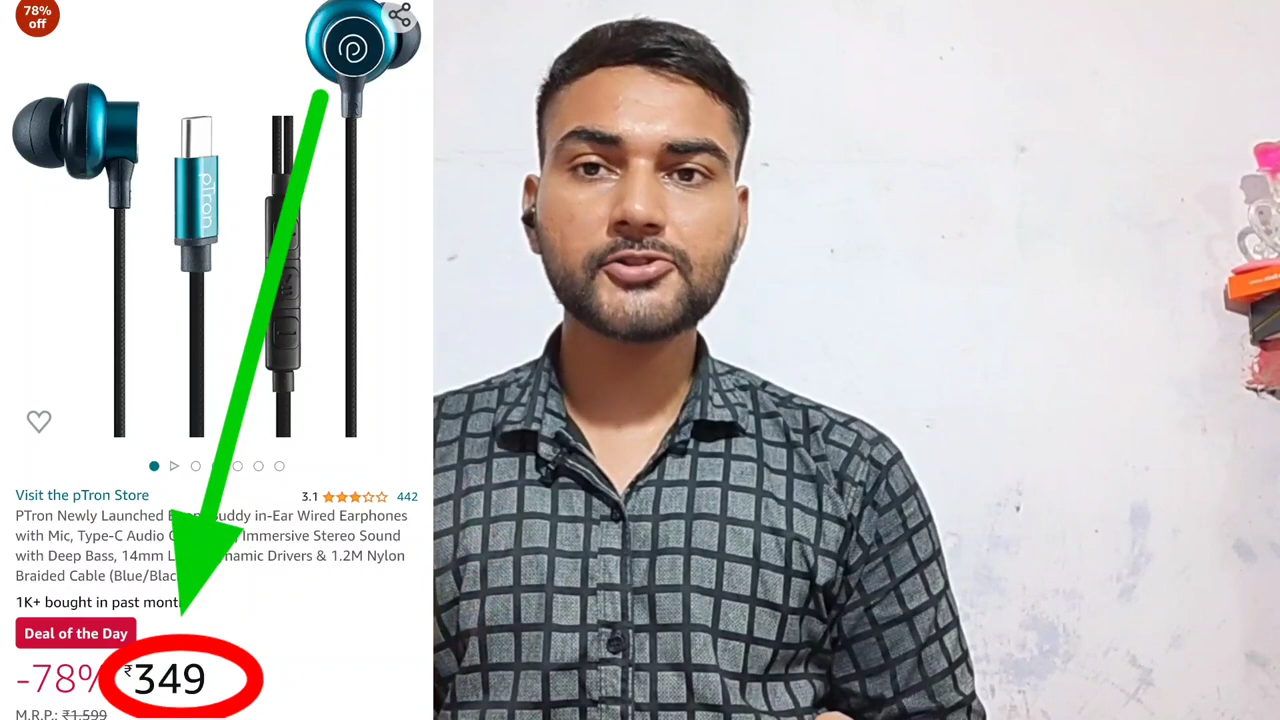 78%
off
pTron
Visit the pTron Store
3.1
442
PTron Newly Launched Buddy in-Ear Wired Earphones
with Mic, Type-C Audio Immersive Stereo Sound
with Deep Bass, 14mm Drivers & 1.2M Nylon
Braided Cable (Blue/Blac
1K+ bought in past mont
Deal of the Day
-78% ₹349
M.R.P.: ₹1,599